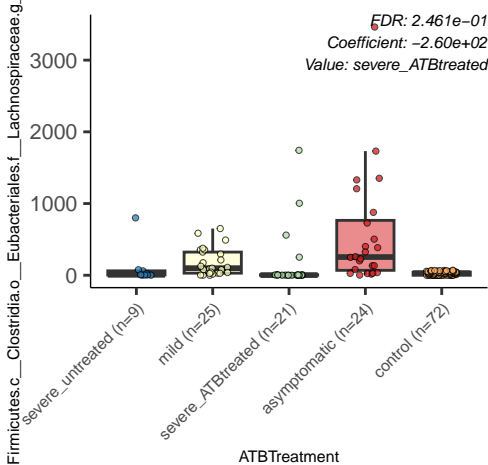 FDR: 2.461e−01
Coefficient: −2.60e+02
Value: severe_ATBtreated
Firmicutes.c__Clostridia.o__Eubacteriales.f__Lachnospiraceae.g_
3000
2000
1000
0
severe_untreated (n=9)
mild (n=25)
severe_ATBtreated (n=21)
asymptomatic (n=24)
control (n=72)
ATBTreatment